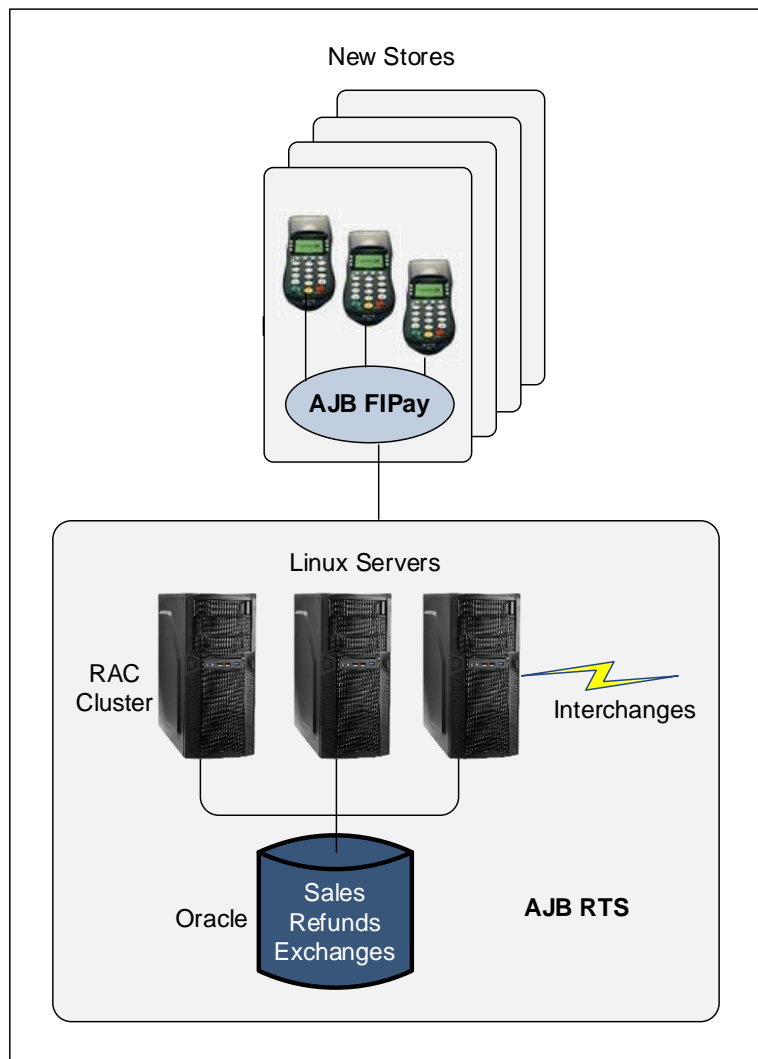 New Stores
AJB FIPay
Linux Servers
RAC
Cluster
Interchanges
Oracle
Sales
Refunds
Exchanges
AJB RTS